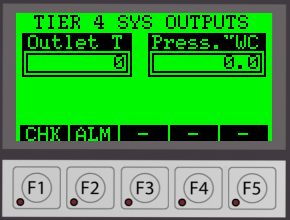 TIER 4 SYS OUTPUTS
Outlet T Press."WC
0 0.0
CHK ALM - - -
F1 F2 F3 F4 F5